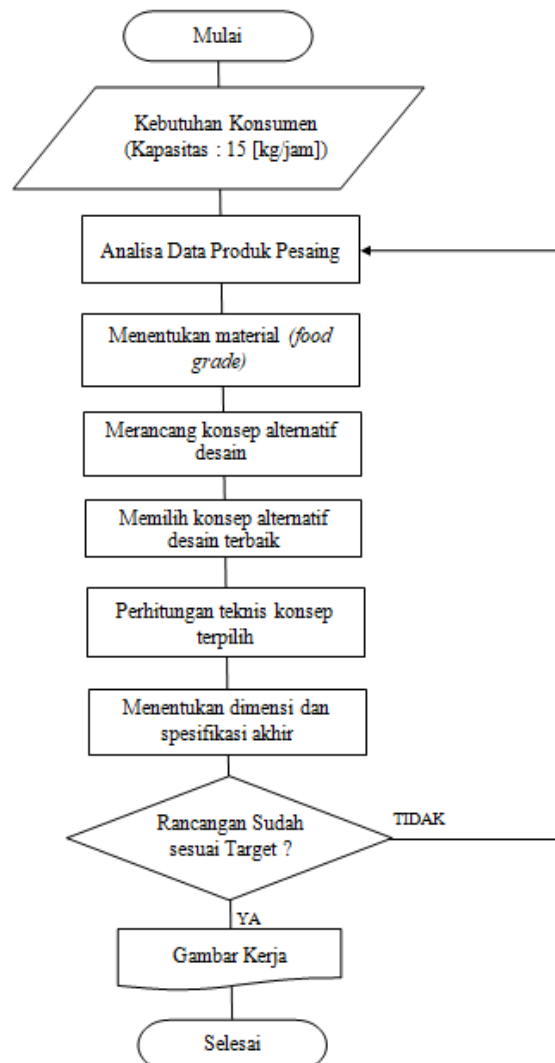 Mulai
Kebutuhan Konsumen
(Kapasitas : 15 [kg/jam])
Analisa Data Produk Pesaing
Menentukan material (food
grade)
Merancang konsep alternatif
desain
Memilih konsep alternatif
desain terbaik
Perhitungan teknis konsep
terpilih
Menentukan dimensi dan
spesifikasi akhir
Rancangan Sudah
sesuai Target ?
TIDAK
YA
Gambar Kerja
Selesai